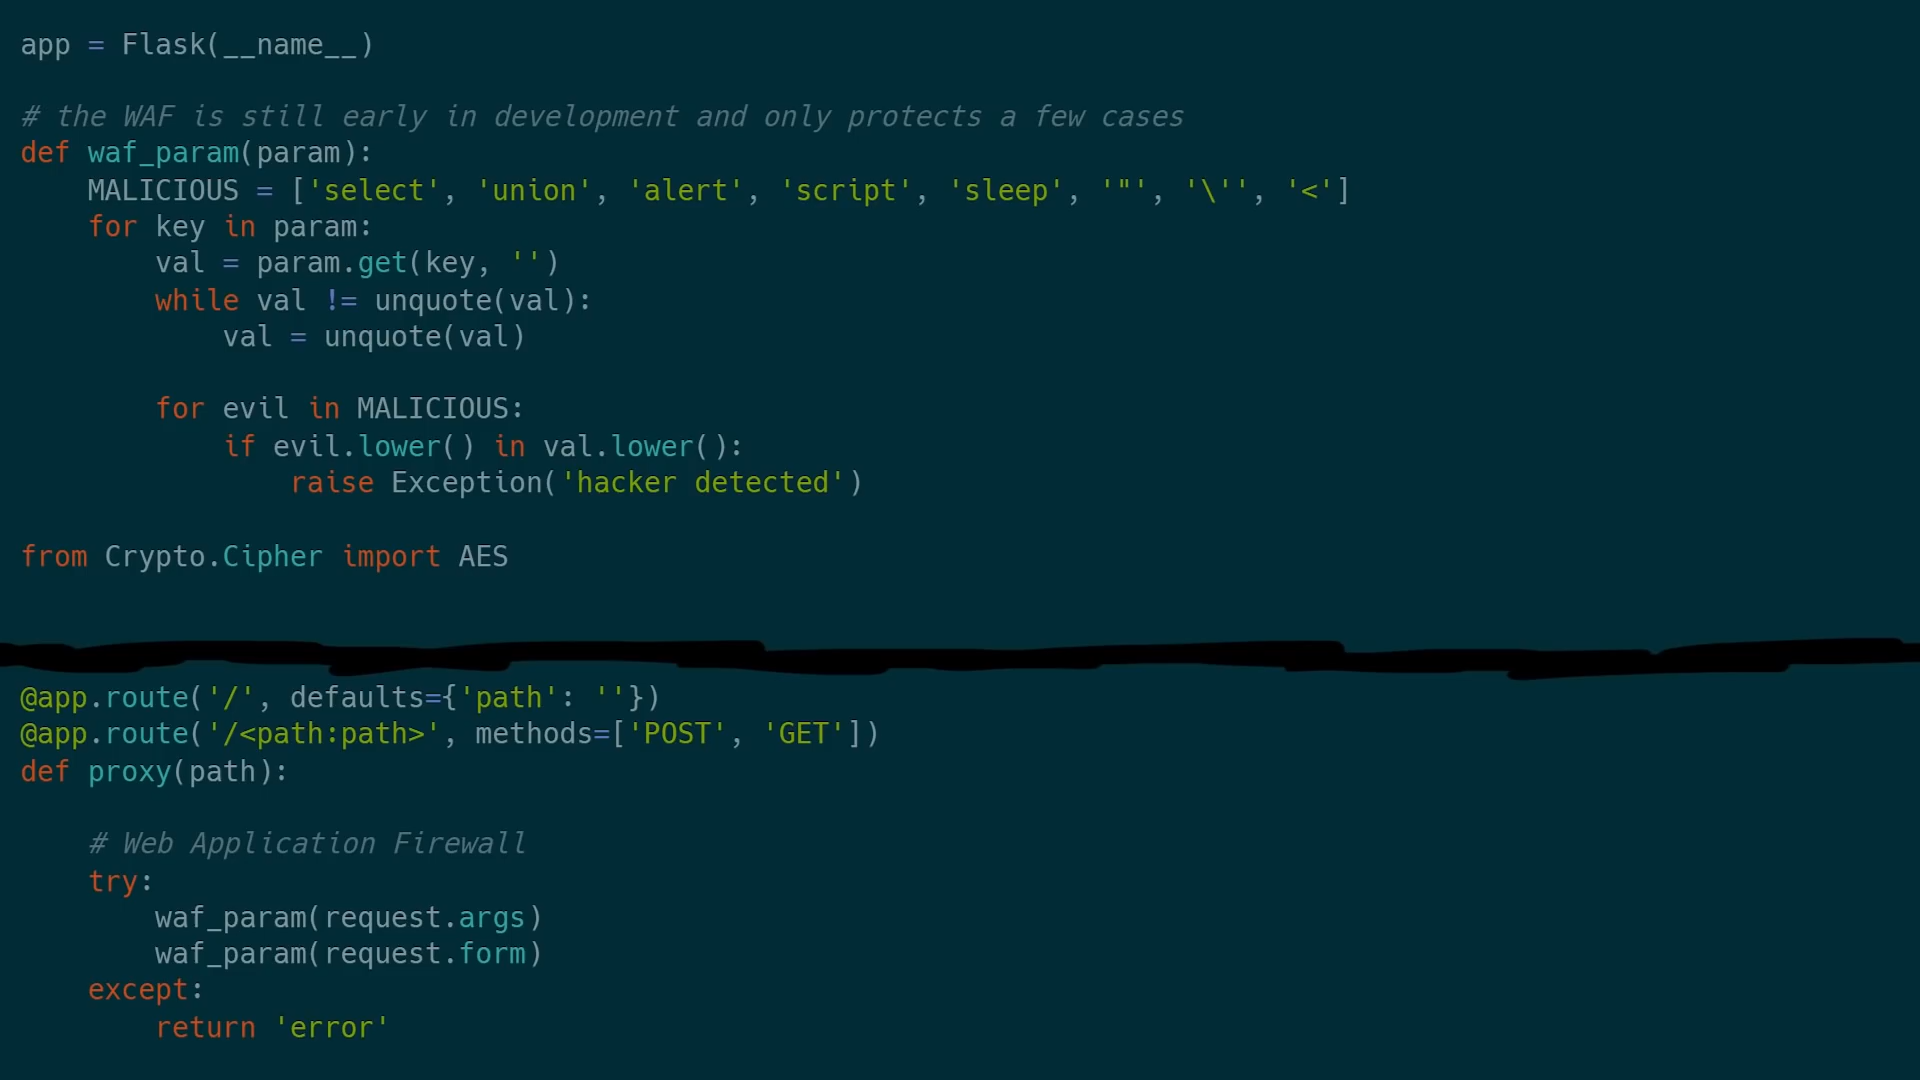 app = Flask(__name__)
# the WAF is still early in development and only protects a few cases
def waf_param(param):
    MALICIOUS = ['select', 'union', 'alert', 'script', 'sleep', '"', '\'', '<']
    for key in param:
        val = param.get(key, '')
        while val != unquote(val):
            val = unquote(val)
        for evil in MALICIOUS:
            if evil.lower() in val.lower():
                raise Exception('hacker detected')
from Crypto.Cipher import AES
@app.route('/', defaults={'path': ''})
@app.route('/<path:path>', methods=['POST', 'GET'])
def proxy(path):
    # Web Application Firewall
    try:
        waf_param(request.args)
        waf_param(request.form)
    except:
        return 'error'